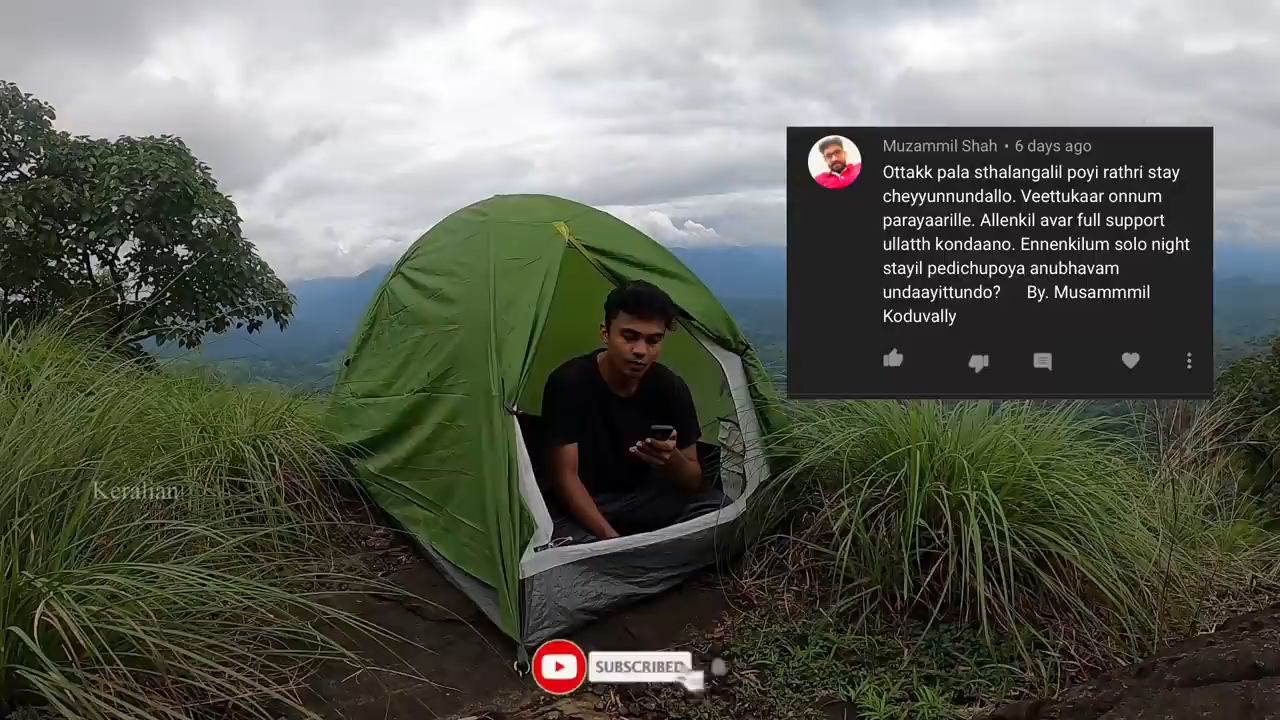 Muzammil Shah • 6 days ago
Ottakk pala sthalangalil poyi rathri stay
cheyyunnundallo. Veettukaar onnum
parayaarille. Allenkil avar full support
ullatth kondaano. Ennenkilum solo night
stayil pedichupoya anubhavam
undaayittundo? By. Musammmil
Koduvally
Keralian
SUBSCRIBED